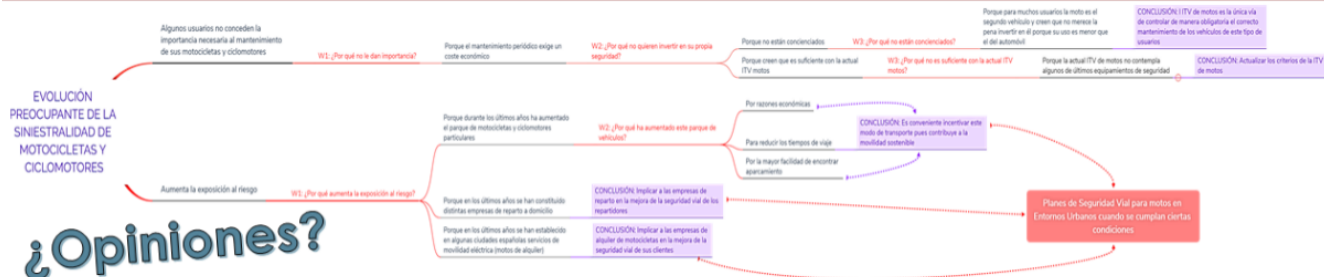 Algunos usuarios no conceden la
importancia necesaria al mantenimiento
de sus motocicletas y ciclomotores
W1: ¿Por qué no le dan importancia?
Porque el mantenimiento periódico exige un
coste económico
W2: ¿Por qué no quieren invertir en su propia
seguridad?
Porque no están concienciados
W3: ¿Por qué no están concienciados?
Porque para muchos usuarios la moto es el
segundo vehículo y creen que no merece la
pena invertir en él porque su uso es menor que
el del automóvil
CONCLUSIÓN: l ITV de motos es la única vía
de controlar de manera obligatoria el correcto
mantenimiento de los vehículos de este tipo de
usuarios
Porque creen que es suficiente con la actual
ITV motos
W3: ¿Por qué no es suficiente con la actual ITV
motos?
Porque la actual ITV de motos no contempla
algunos de últimos equipamientos de seguridad
CONCLUSIÓN: Actualizar los criterios de la ITV
de motos
EVOLUCIÓN
PREOCUPANTE DE LA
SINIESTRALIDAD DE
MOTOCICLETAS Y
CICLOMOTORES
Aumenta la exposición al riesgo
W1: ¿Por qué aumenta la exposición al riesgo?
Porque durante los últimos años ha aumentado
el parque de motocicletas y ciclomotores
particulares
W2: ¿Por qué ha aumentado este parque de
vehículos?
Por razones económicas
Para reducir los tiempos de viaje
Por la mayor facilidad de encontrar
aparcamiento
CONCLUSIÓN: Es conveniente incentivar este
modo de transporte pues contribuye a la
movilidad sostenible
Porque en los últimos años se han constituido
distintas empresas de reparto a domicilio
CONCLUSIÓN: Implicar a las empresas de
reparto en la mejora de la seguridad vial de los
repartidores
Porque en los últimos años se han establecido
en algunas ciudades españolas servicios de
movilidad eléctrica (motos de alquiler)
CONCLUSIÓN: Implicar a las empresas de
alquiler de motocicletas en la mejora de la
seguridad vial de sus clientes
Planes de Seguridad Vial para motos en
Entornos Urbanos cuando se cumplan ciertas
condiciones
¿Opiniones?